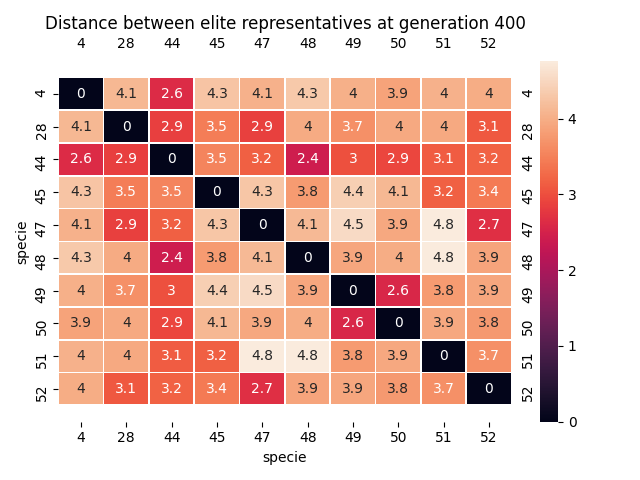 Distance between elite representatives at generation 400
4 28 44 45 47 48 49 50 51 52
4 0 4.1 2.6 4.3 4.1 4.3 4 3.9 4 4 4
28 4.1 0 2.9 3.5 2.9 4 3.7 4 4 3.1 28
44 2.6 2.9 0 3.5 3.2 2.4 3 2.9 3.1 3.2 44
45 4.3 3.5 3.5 0 4.3 3.8 4.4 4.1 3.2 3.4 45
47 4.1 2.9 3.2 4.3 0 4.1 4.5 3.9 4.8 2.7 47
48 4.3 4 2.4 3.8 4.1 0 3.9 4 4.8 3.9 48
49 4 3.7 3 4.4 4.5 3.9 0 2.6 3.8 3.9 49
50 3.9 4 2.9 4.1 3.9 4 2.6 0 3.9 3.8 50
51 4 4 3.1 3.2 4.8 4.8 3.8 3.9 0 3.7 51
52 4 3.1 3.2 3.4 2.7 3.9 3.9 3.8 3.7 0 52
4 28 44 45 47 48 49 50 51 52
specie
specie
4
3
2
1
0